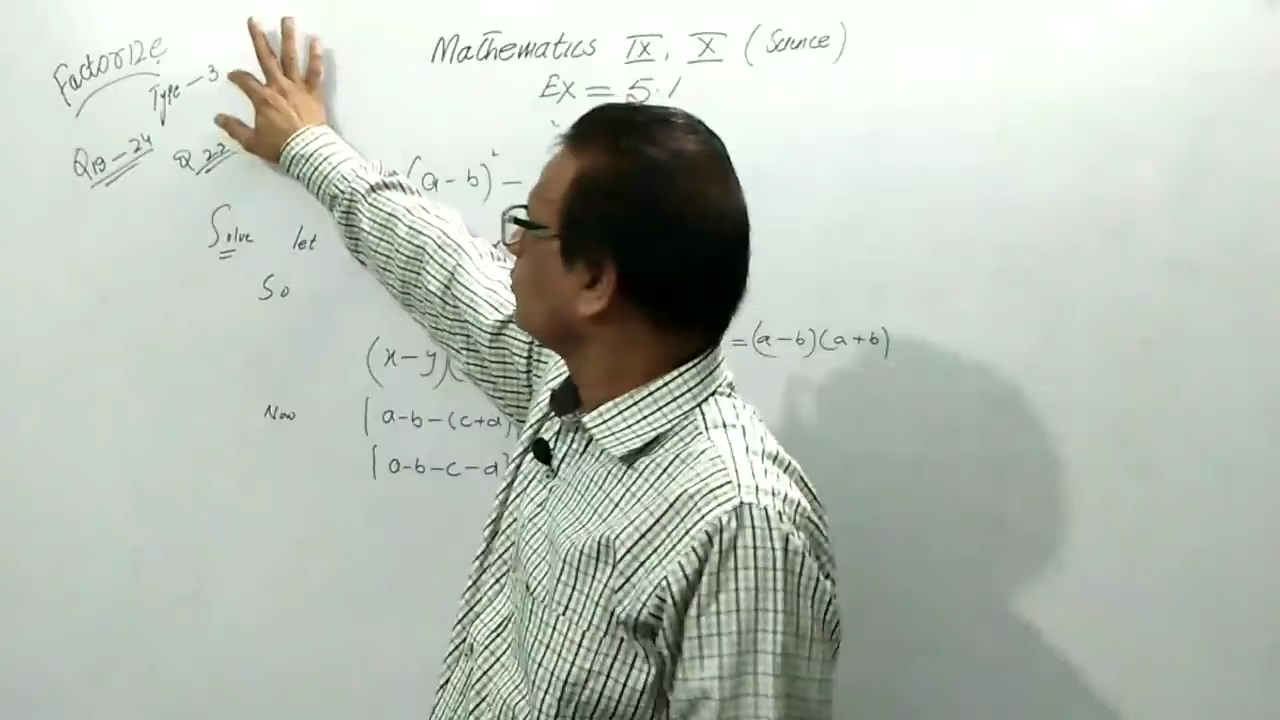 Factorize
Type – 3
Q19 – 24
Q 22
Mathematics IX, X (Science)
Ex = 5.1
(a - b)² –
Solve let
So
(x – y)(
= (a – b)(a + b)
Now [a-b-(c+d)
[a-b-c-d]